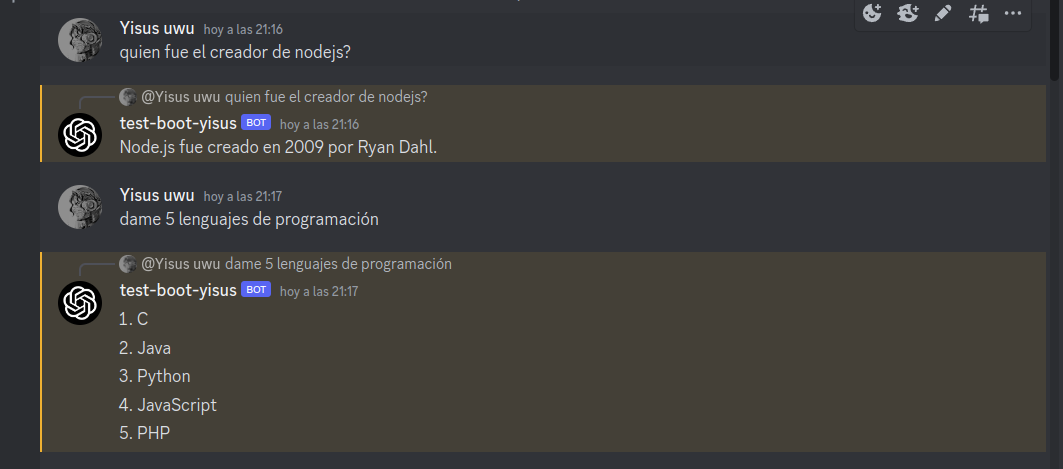 Yisus uwu hoy a las 21:16
quien fue el creador de nodejs?
@Yisus uwu quien fue el creador de nodejs?
test-boot-yisus BOT hoy a las 21:16
Node.js fue creado en 2009 por Ryan Dahl.
Yisus uwu hoy a las 21:17
dame 5 lenguajes de programación
@Yisus uwu dame 5 lenguajes de programación
test-boot-yisus BOT hoy a las 21:17
1. C
2. Java
3. Python
4. JavaScript
5. PHP